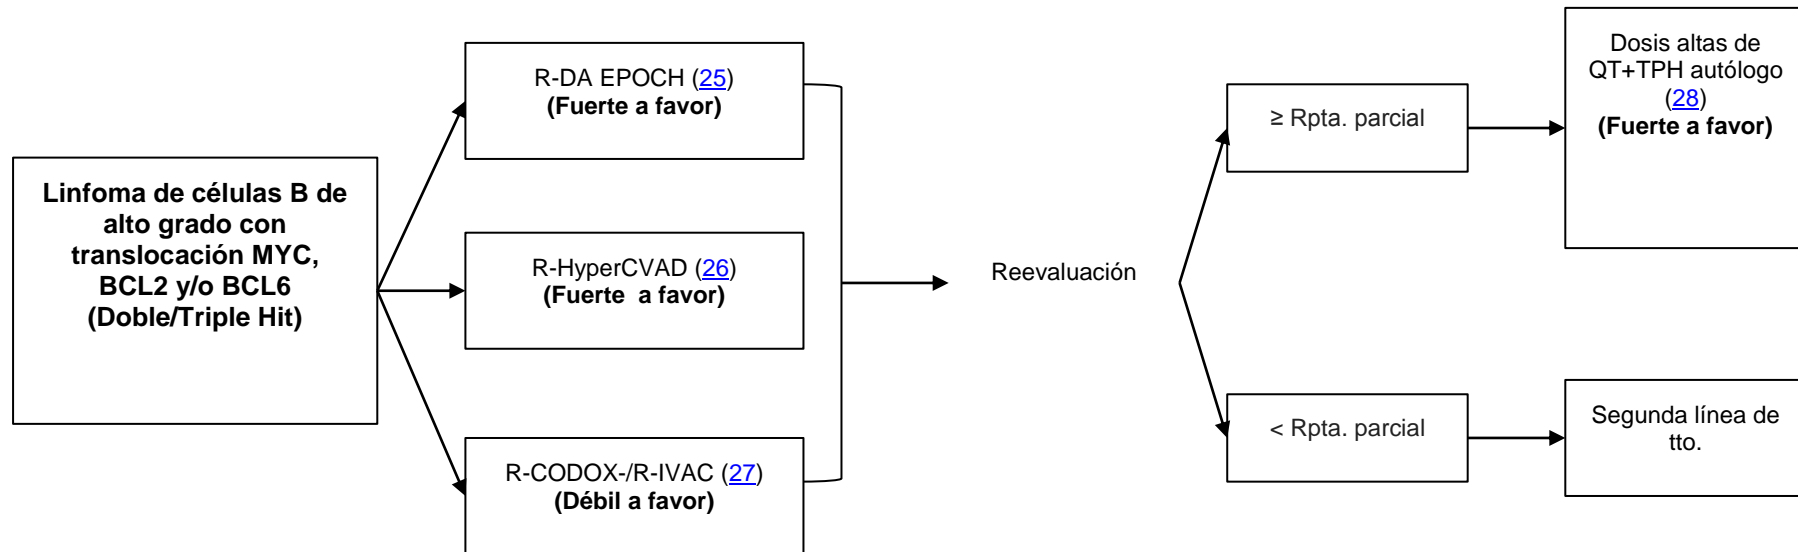 Linfoma de células B de
alto grado con
translocación MYC,
BCL2 y/o BCL6
(Doble/Triple Hit)
R-DA EPOCH (25)
(Fuerte a favor)
R-HyperCVAD (26)
(Fuerte a favor)
R-CODOX-/R-IVAC (27)
(Débil a favor)
Reevaluación
≥ Rpta. parcial
< Rpta. parcial
Dosis altas de
QT+TPH autólogo
(28)
(Fuerte a favor)
Segunda línea de
tto.